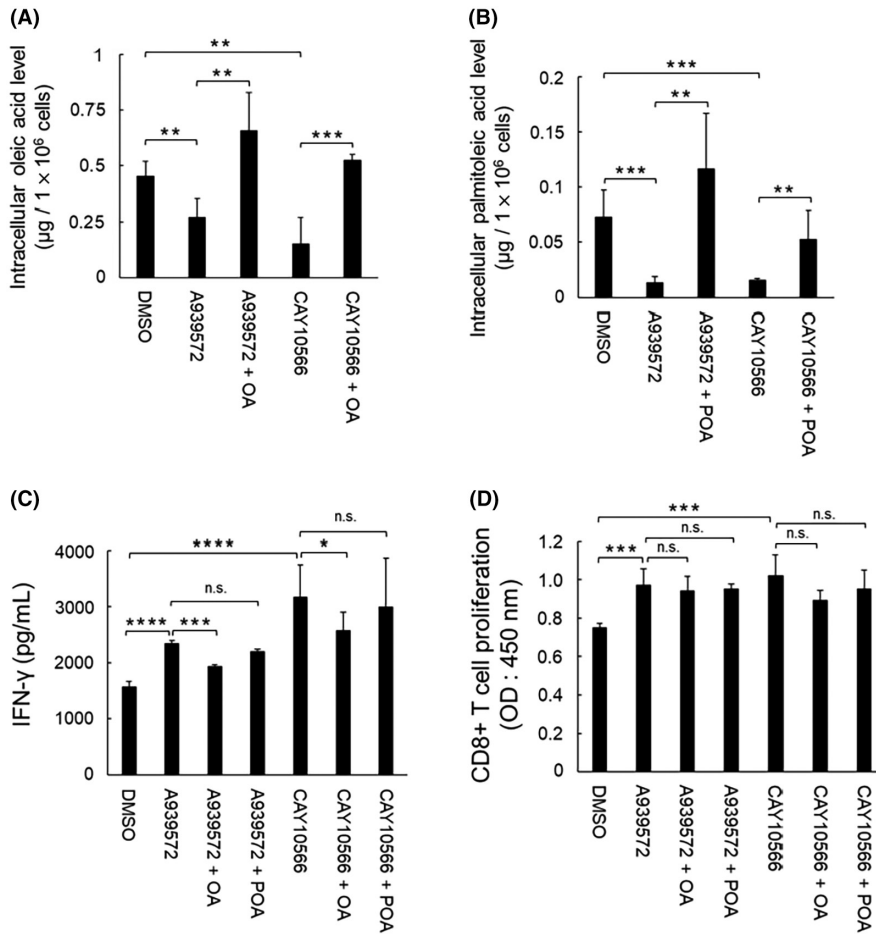 (A)
Intracellular oleic acid level
(µg / 1 × 10⁶ cells)
1
0.75
0.5
0.25
0
**
**
**
***
DMSO
A939572
A939572 + OA
CAY10566
CAY10566 + OA
(B)
Intracellular palmitoleic acid level
(µg / 1 × 10⁶ cells)
0.2
0.15
0.1
0.05
0
***
**
***
**
DMSO
A939572
A939572 + POA
CAY10566
CAY10566 + POA
(C)
IFN-γ (pg/mL)
4000
3000
2000
1000
0
n.s.
****
*
n.s.
****
***
DMSO
A939572
A939572 + OA
A939572 + POA
CAY10566
CAY10566 + OA
CAY10566 + POA
(D)
CD8+ T cell proliferation
(OD : 450 nm)
1.2
1.0
0.8
0.6
0.4
0.2
0
***
n.s.
n.s.
n.s.
***
n.s.
DMSO
A939572
A939572 + OA
A939572 + POA
CAY10566
CAY10566 + OA
CAY10566 + POA